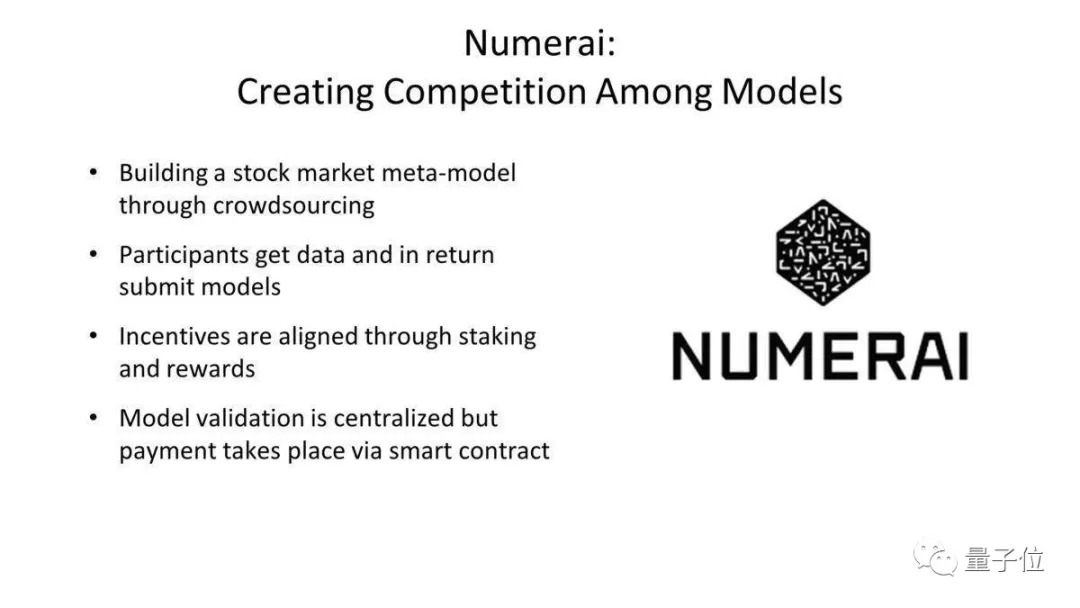 Numerai:
Creating Competition Among Models
• Building a stock market meta-model
through crowdsourcing
• Participants get data and in return
submit models
• Incentives are aligned through staking
and rewards
• Model validation is centralized but
payment takes place via smart contract
NUMERAI
量子位